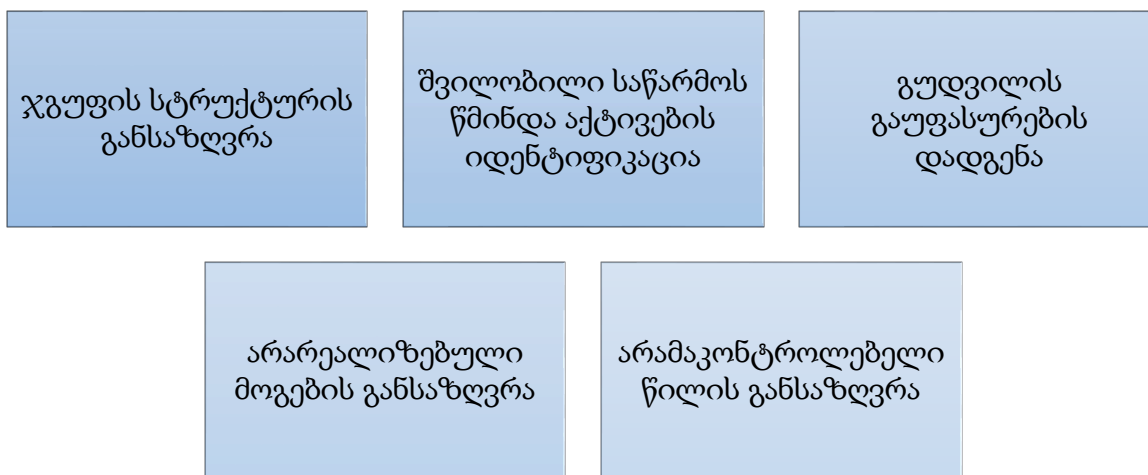 ჯგუფის სტრუქტურის
განსაზღვრა
შვილობილი საწარმოს
წმინდა აქტივების
იდენტიფიკაცია
გუდვილის
გაუფასურების
დადგენა
არარეალიზებული
მოგების განსაზღვრა
არამაკონტროლებელი
წილის განსაზღვრა